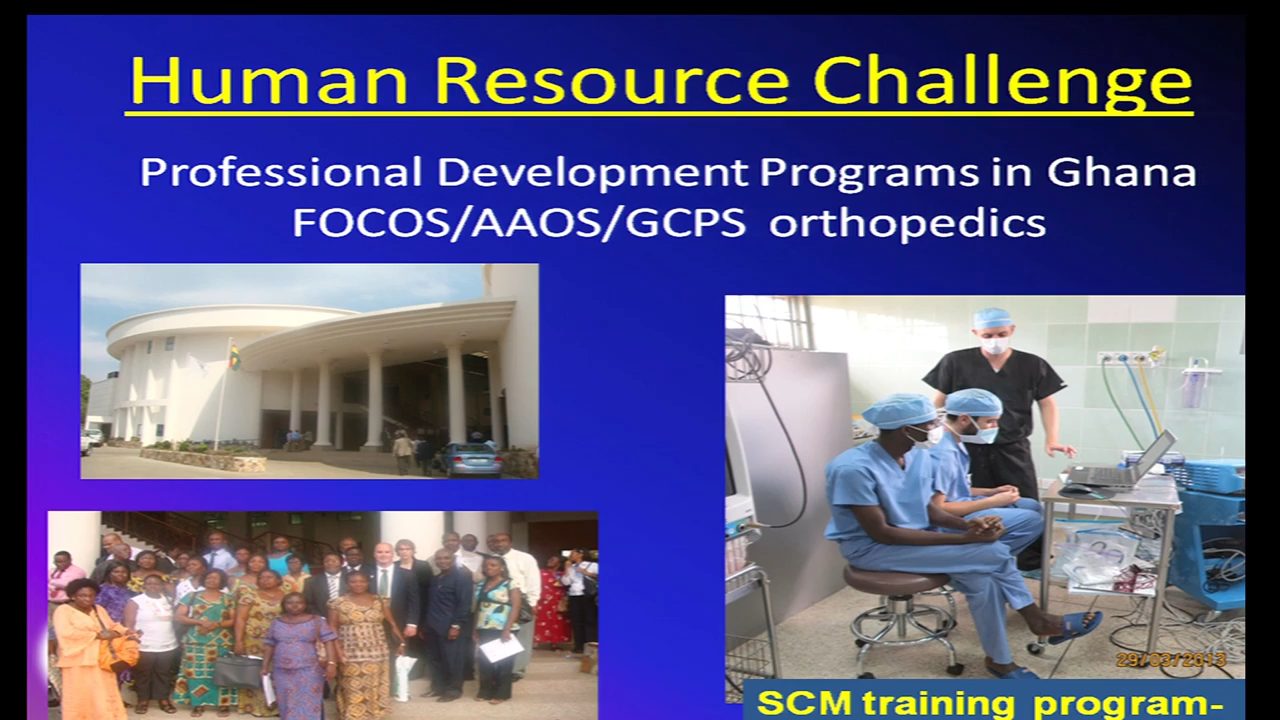 Human Resource Challenge
Professional Development Programs in Ghana
FOCOS/AAOS/GCPS orthopedics
29/03/2013
SCM training program-